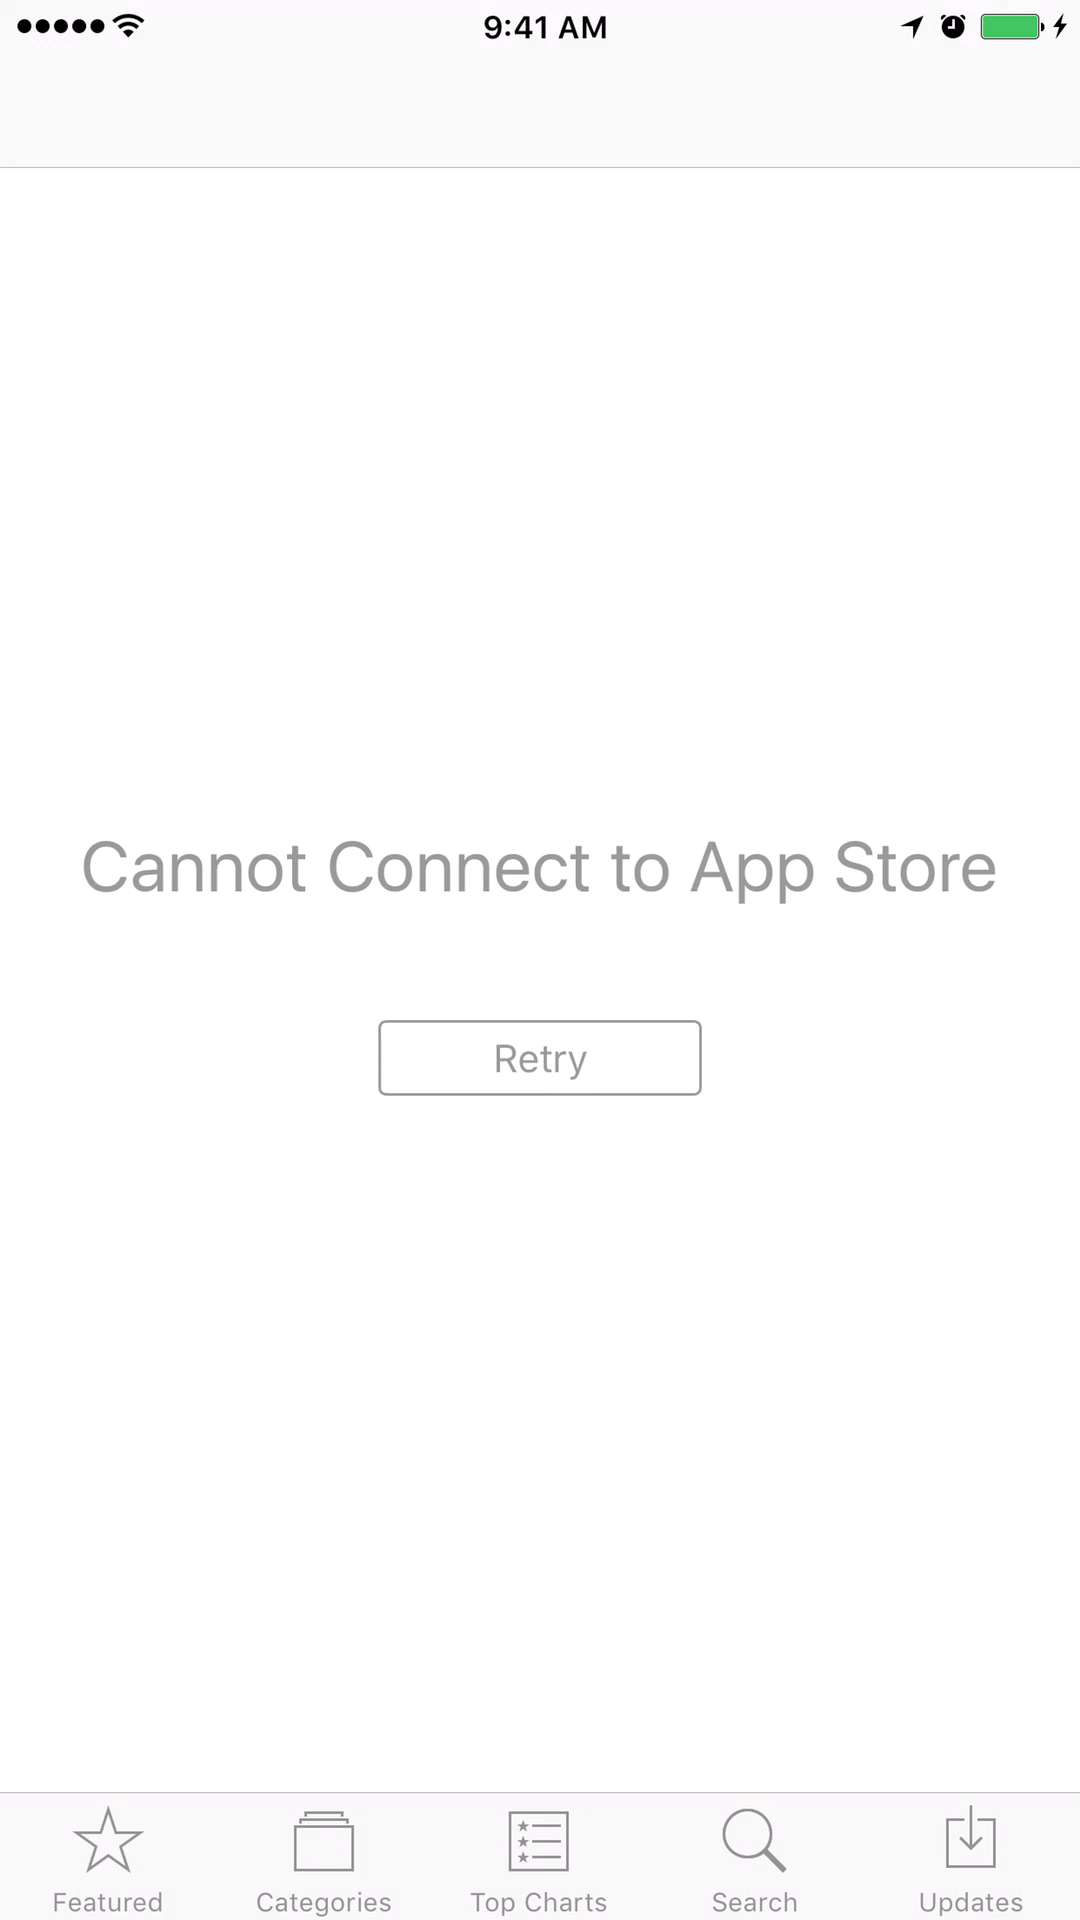 9:41 AM
Cannot Connect to App Store
Retry
Featured
Categories
Top Charts
Search
Updates